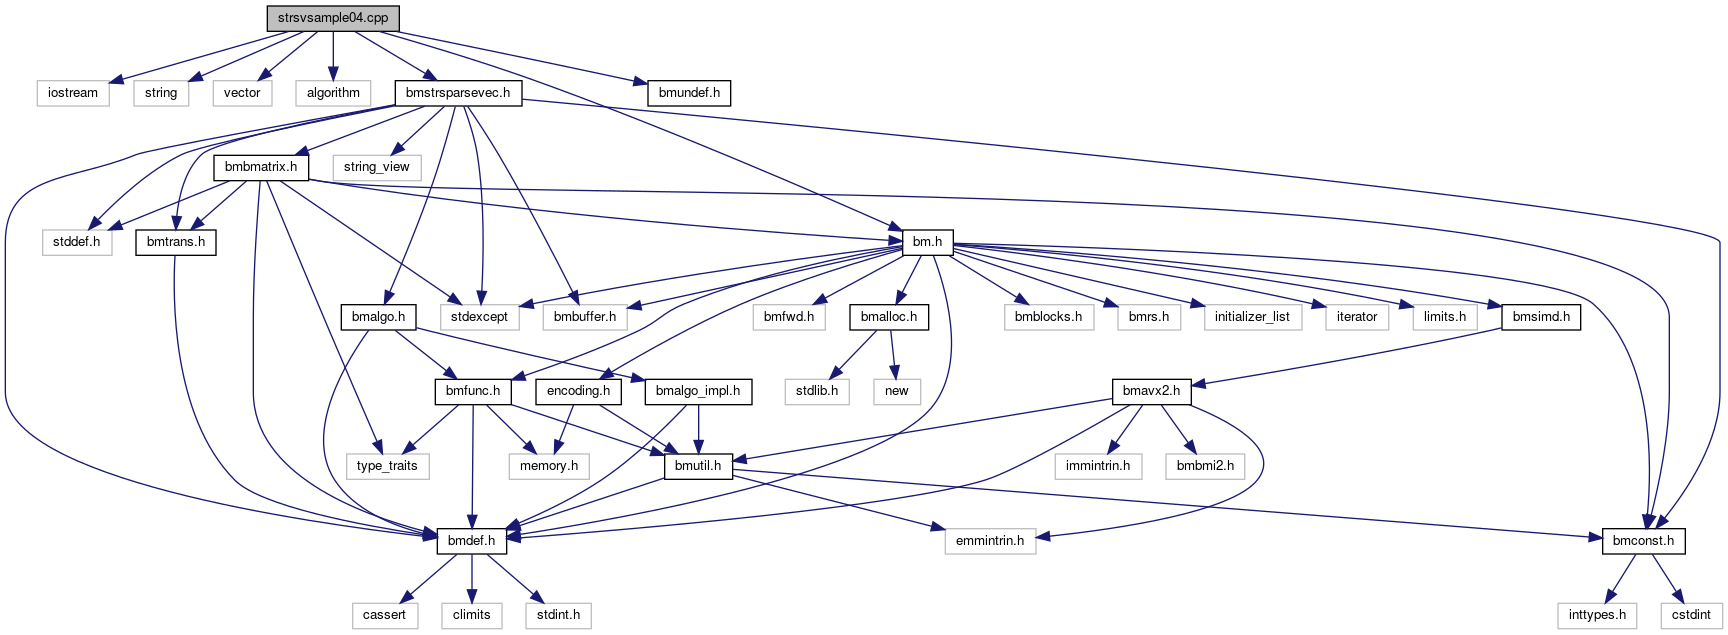 strsvsample04.cpp
iostream
string
vector
algorithm
bmstrsparsevec.h
bmundef.h
bmbmatrix.h
string_view
stddef.h
bmtrans.h
bm.h
bmalgo.h
stdexcept
bmbuffer.h
bmfwd.h
bmalloc.h
bmblocks.h
bmrs.h
initializer_list
iterator
limits.h
bmsimd.h
bmfunc.h
encoding.h
bmalgo_impl.h
stdlib.h
new
bmavx2.h
type_traits
memory.h
bmutil.h
immintrin.h
bmbmi2.h
bmdef.h
emmintrin.h
bmconst.h
cassert
climits
stdint.h
inttypes.h
cstdint